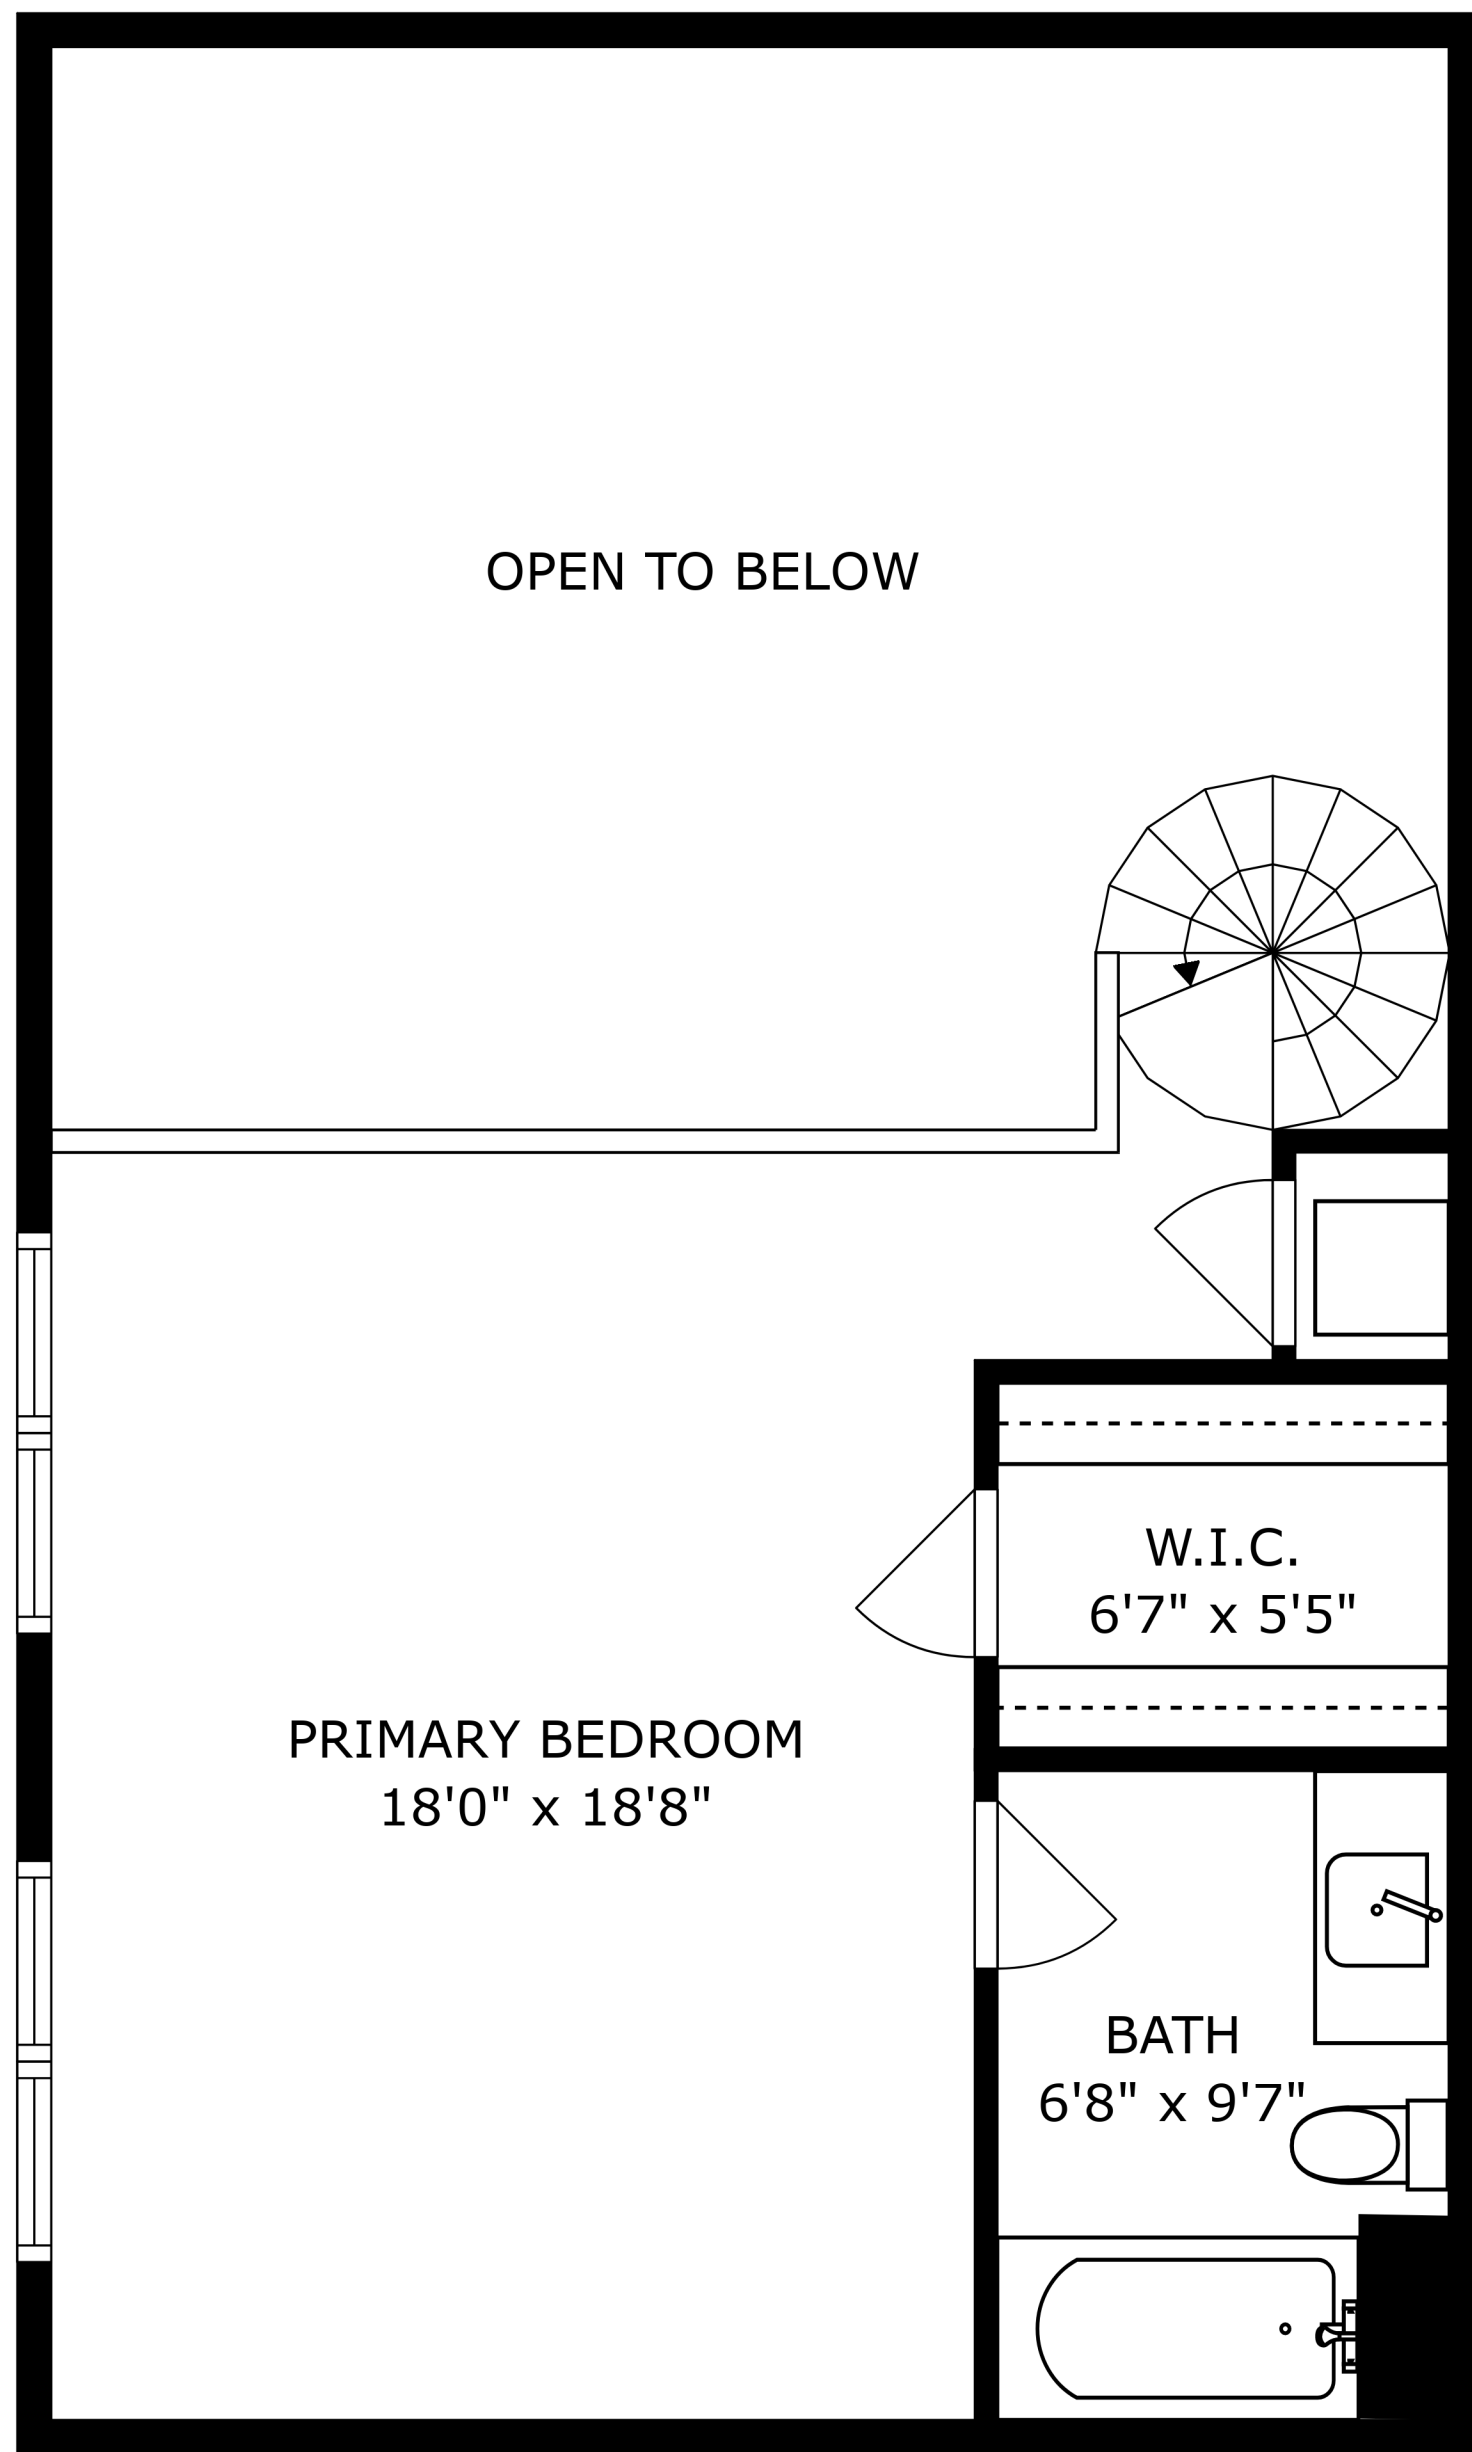 OPEN TO BELOW
W.I.C.
6'7" x 5'5"
PRIMARY BEDROOM
18'0" x 18'8"
BATH
6'8" x 9'7"